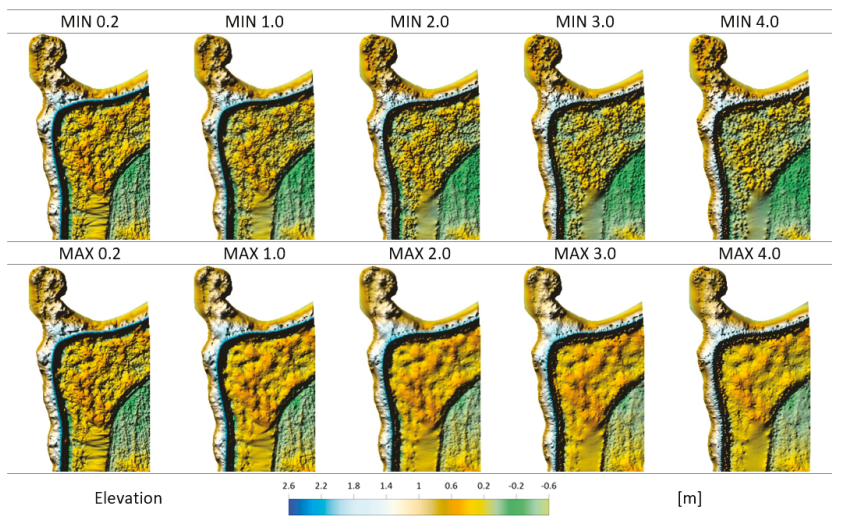 MIN 0.2 MIN 1.0 MIN 2.0 MIN 3.0 MIN 4.0
MAX 0.2 MAX 1.0 MAX 2.0 MAX 3.0 MAX 4.0
2.6 2.2 1.8 1.4 1 0.6 0.2 -0.2 -0.6
Elevation [m]